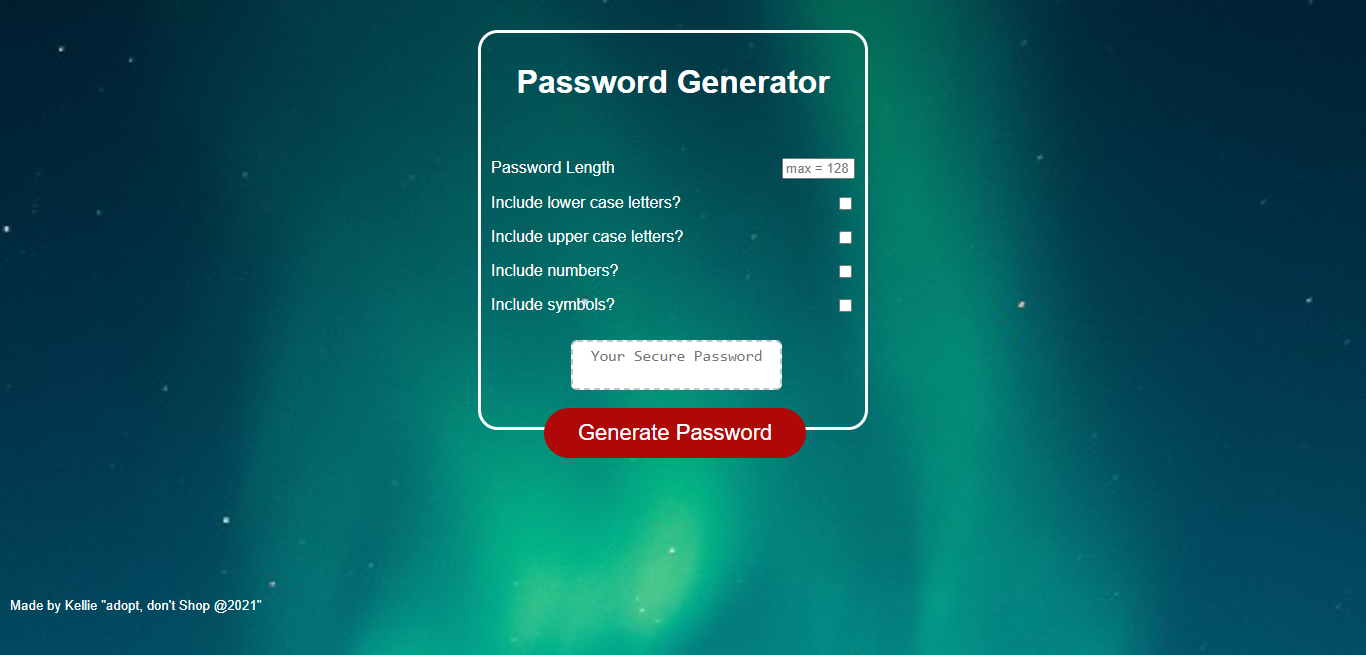 Password Generator
Password Length max = 128
Include lower case letters?
Include upper case letters?
Include numbers?
Include symbols?
Your Secure Password
Generate Password
Made by Kellie "adopt, don't Shop @2021"